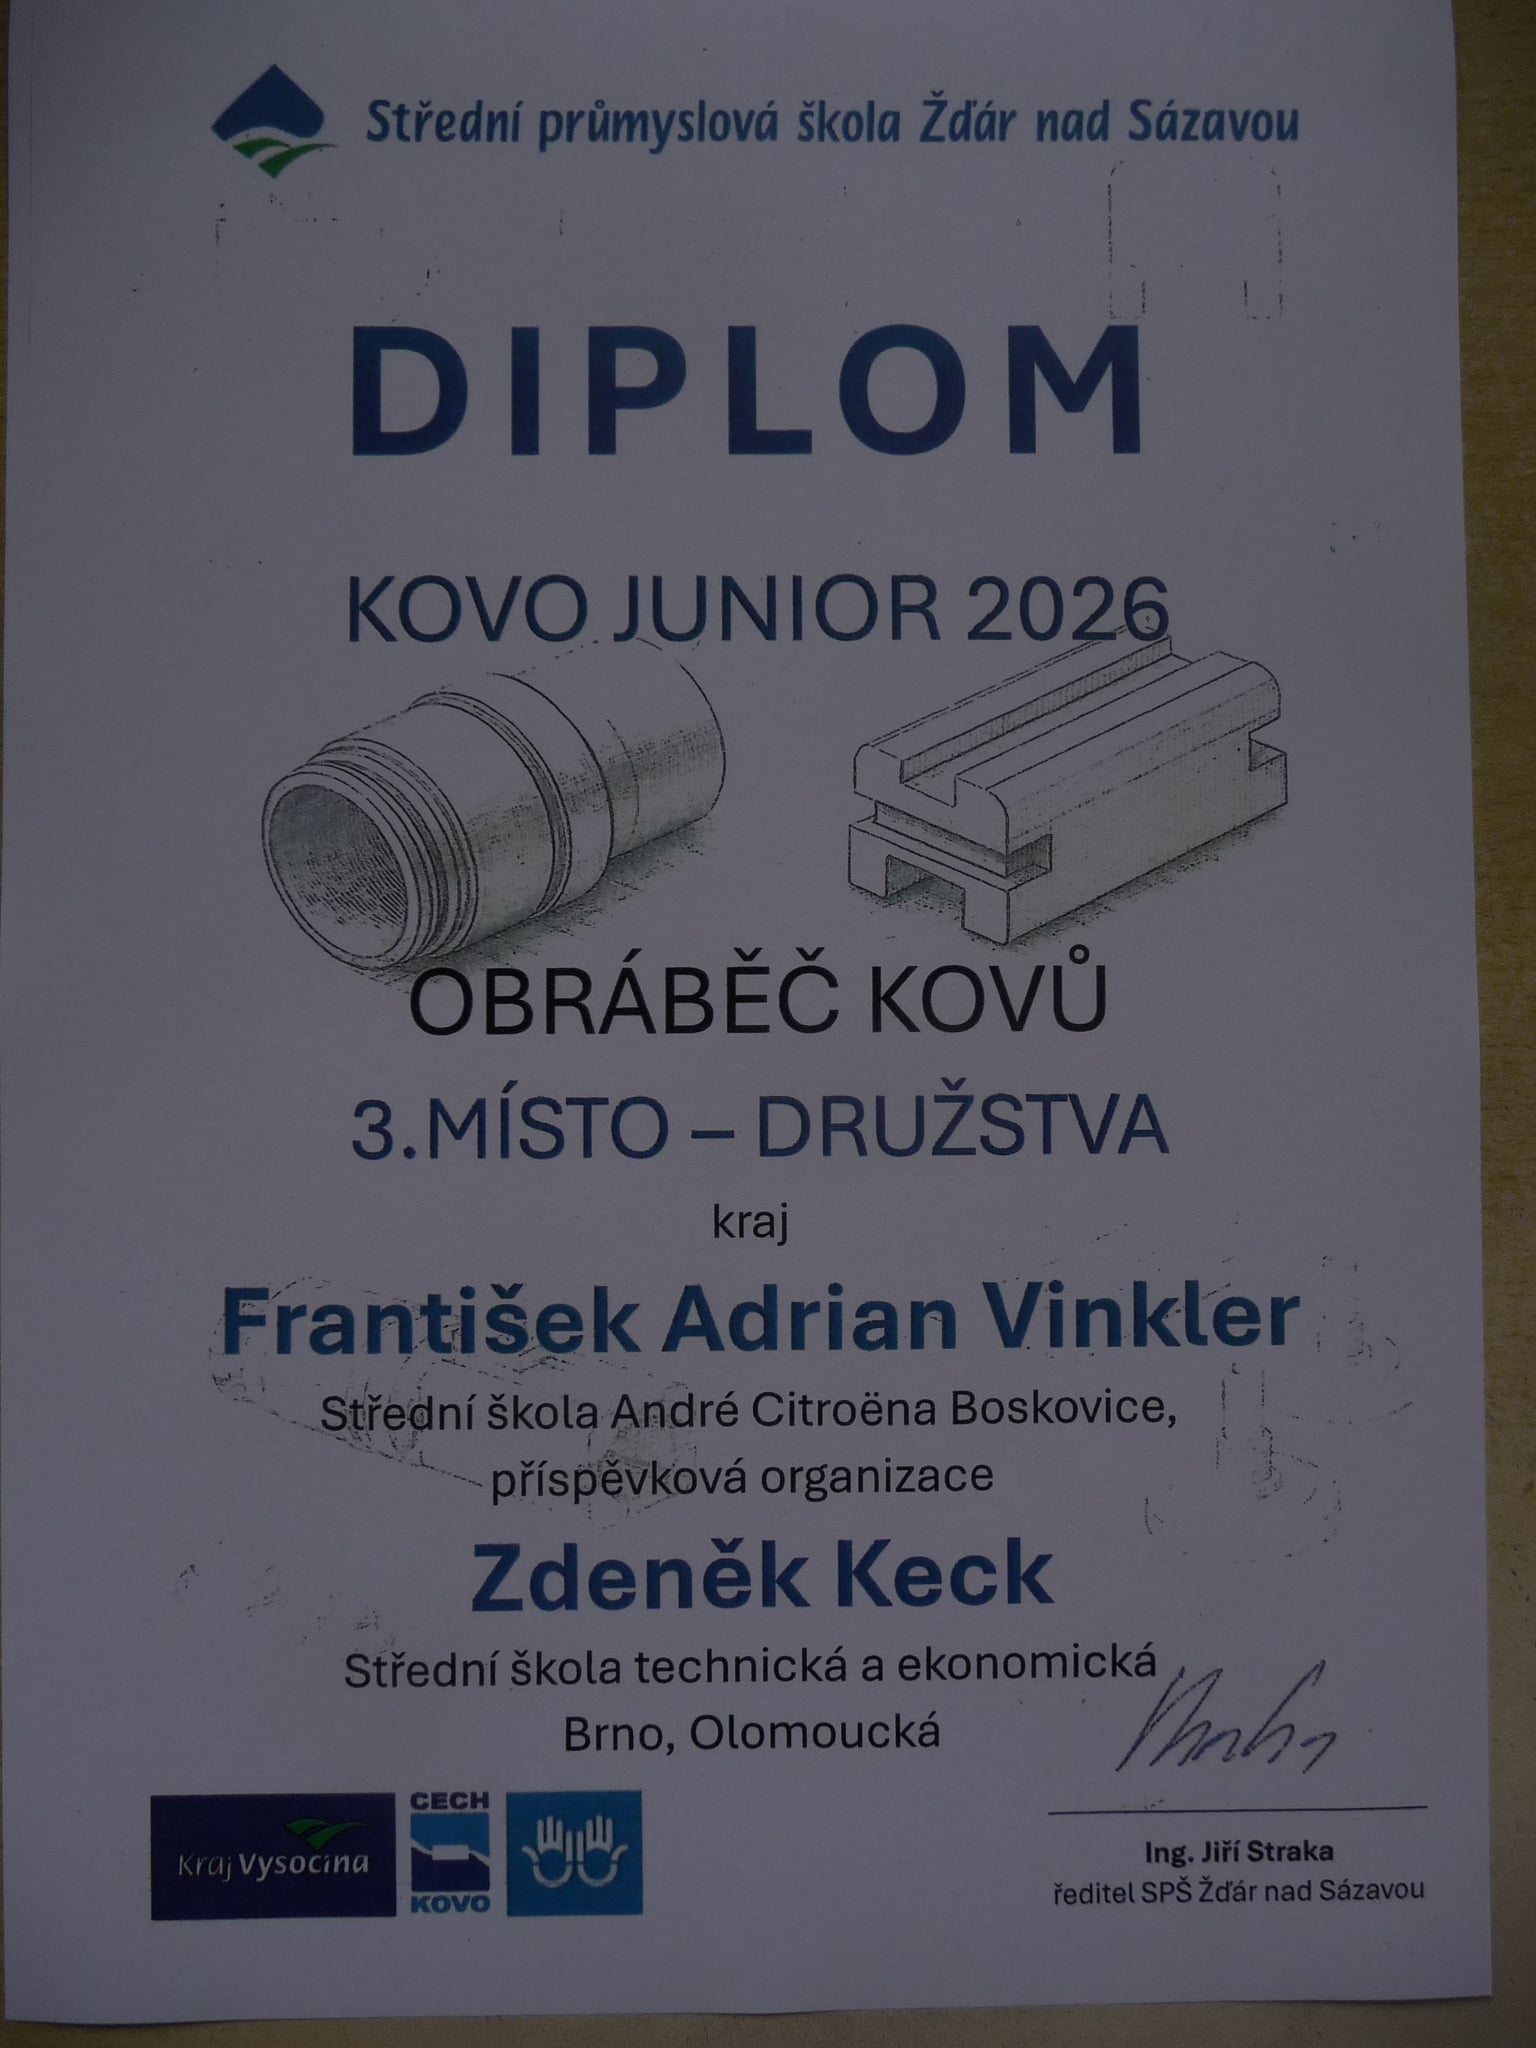 Střední průmyslová škola Žďár nad Sázavou
DIPLOM
KOVO JUNIOR 2026
OBRÁBĚČ KOVŮ
3.MÍSTO – DRUŽSTVA
kraj
František Adrian Vinkler
Střední škola André Citroëna Boskovice,
příspěvková organizace
Zdeněk Keck
Střední škola technická a ekonomická
Brno, Olomoucká
Kraj Vysocina
CECH
KOVO
Ing. Jiří Straka
ředitel SPŠ Žďár nad Sázavou